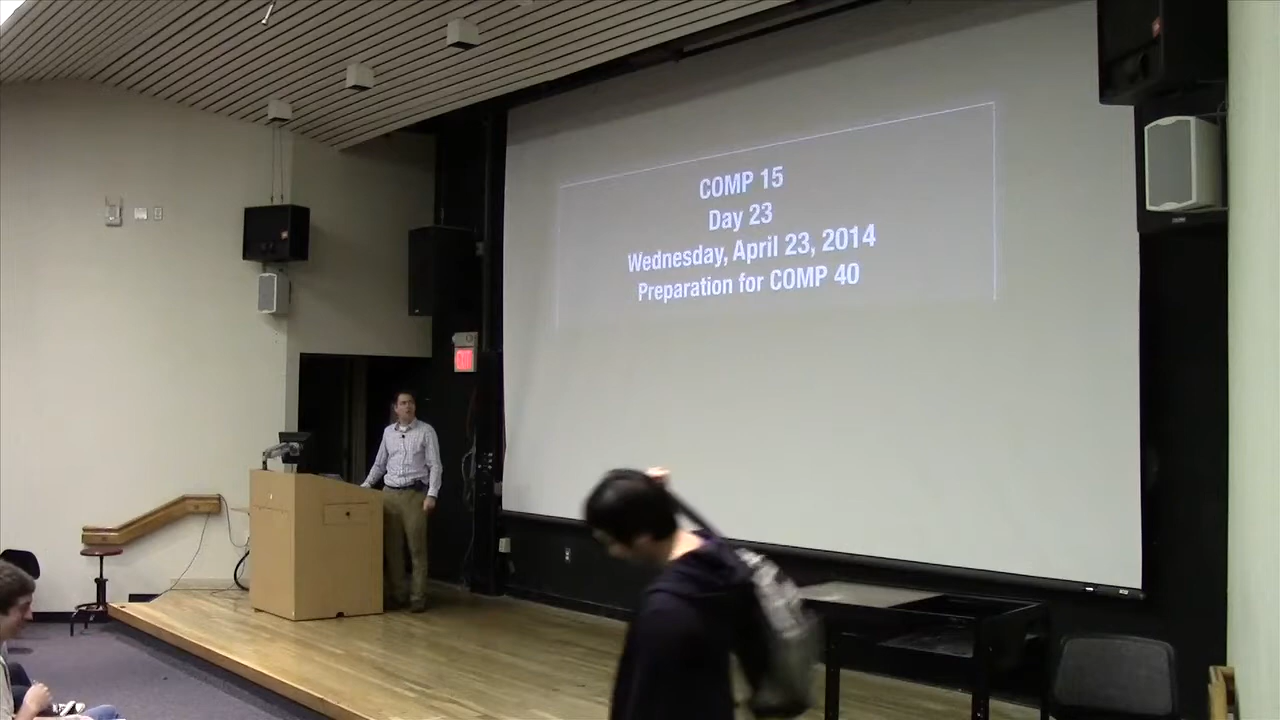 COMP 15
Day 23
Wednesday, April 23, 2014
Preparation for COMP 40